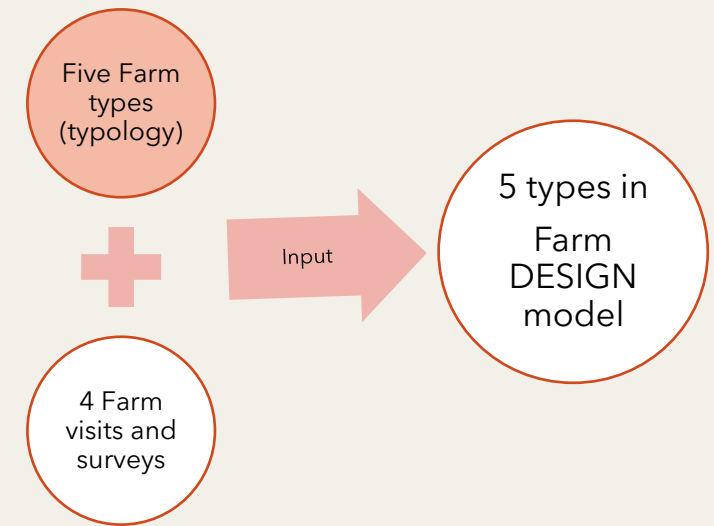 Five Farm
types
(typology)
4 Farm
visits and
surveys
Input
5 types in
Farm
DESIGN
model